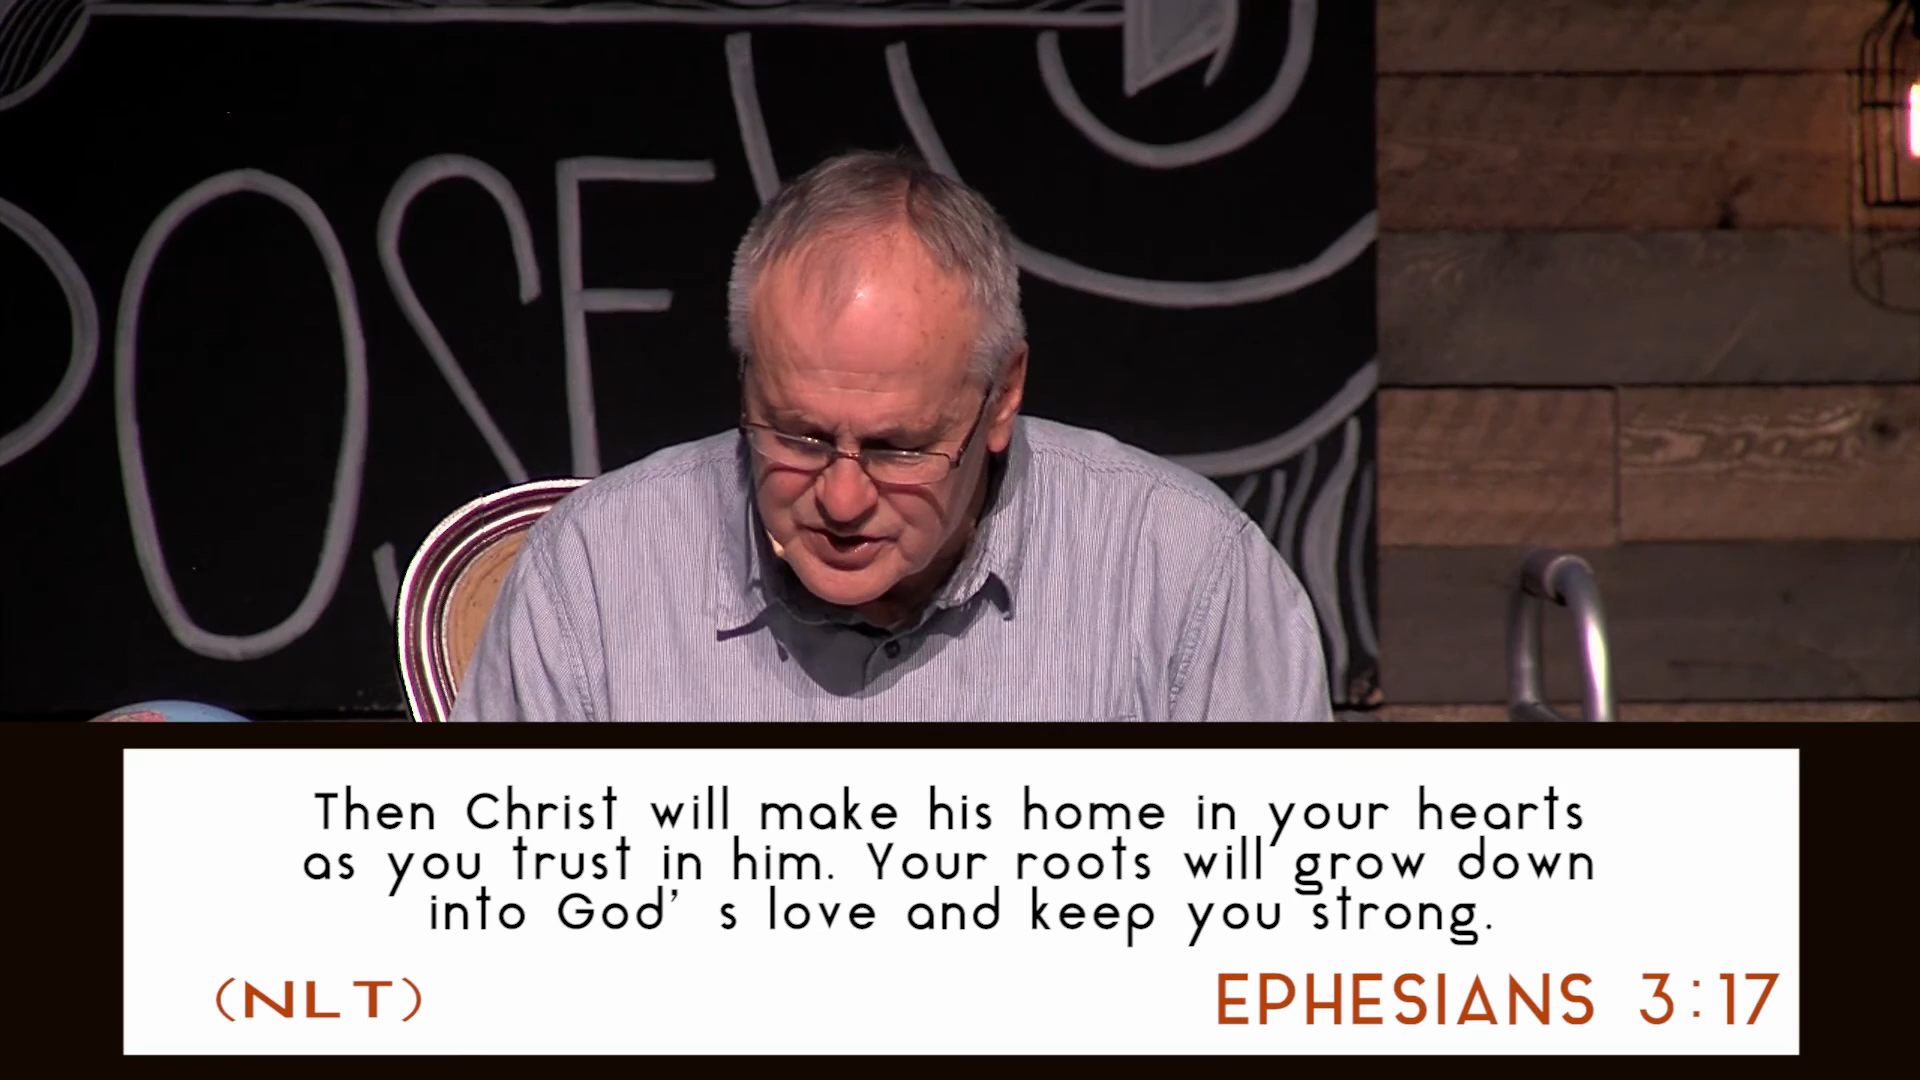 POSE
Then Christ will make his home in your hearts
as you trust in him. Your roots will grow down
into God’ s love and keep you strong.
(NLT)
EPHESIANS 3:17